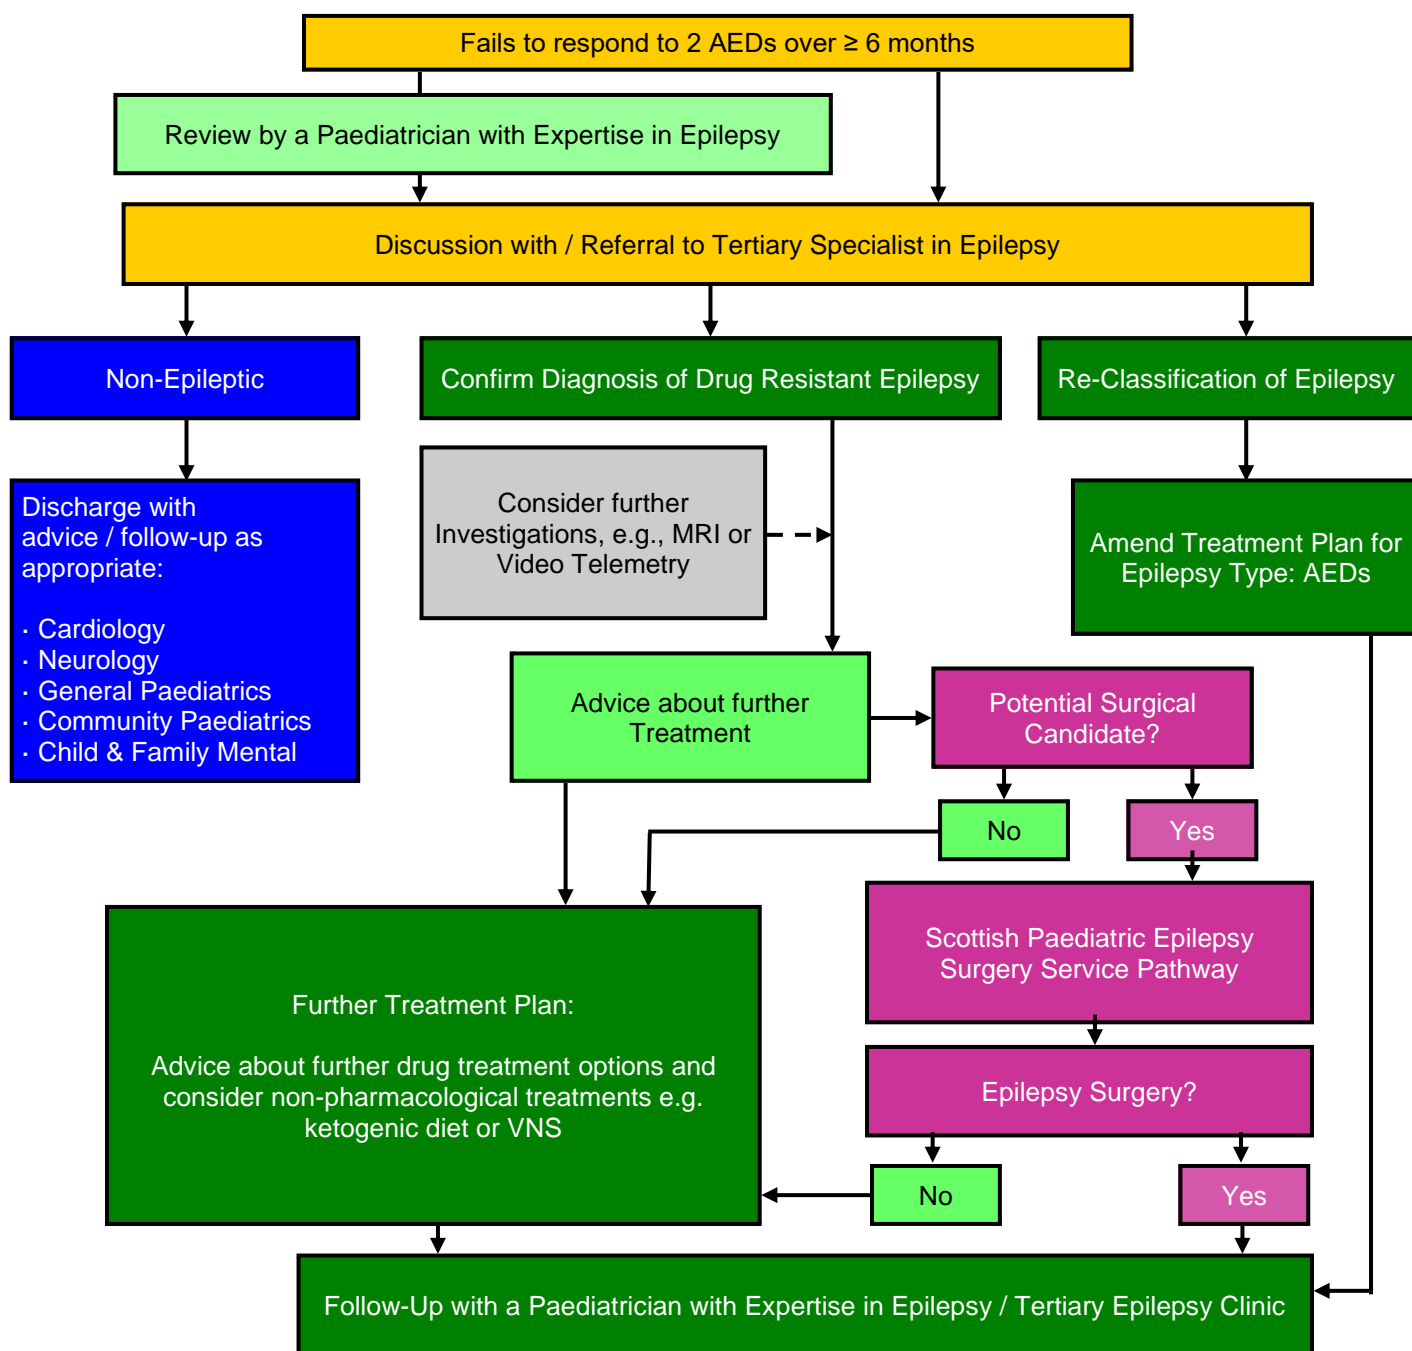 Fails to respond to 2 AEDs over ≥ 6 months
Review by a Paediatrician with Expertise in Epilepsy
Discussion with / Referral to Tertiary Specialist in Epilepsy
Non-Epileptic
Confirm Diagnosis of Drug Resistant Epilepsy
Re-Classification of Epilepsy
Discharge with
advice / follow-up as
appropriate:
· Cardiology
· Neurology
· General Paediatrics
· Community Paediatrics
· Child & Family Mental
Consider further
Investigations, e.g., MRI or
Video Telemetry
Amend Treatment Plan for
Epilepsy Type: AEDs
Advice about further
Treatment
Potential Surgical
Candidate?
No
Yes
Scottish Paediatric Epilepsy
Surgery Service Pathway
Further Treatment Plan:
Advice about further drug treatment options and
consider non-pharmacological treatments e.g.
ketogenic diet or VNS
Epilepsy Surgery?
No
Yes
Follow-Up with a Paediatrician with Expertise in Epilepsy / Tertiary Epilepsy Clinic